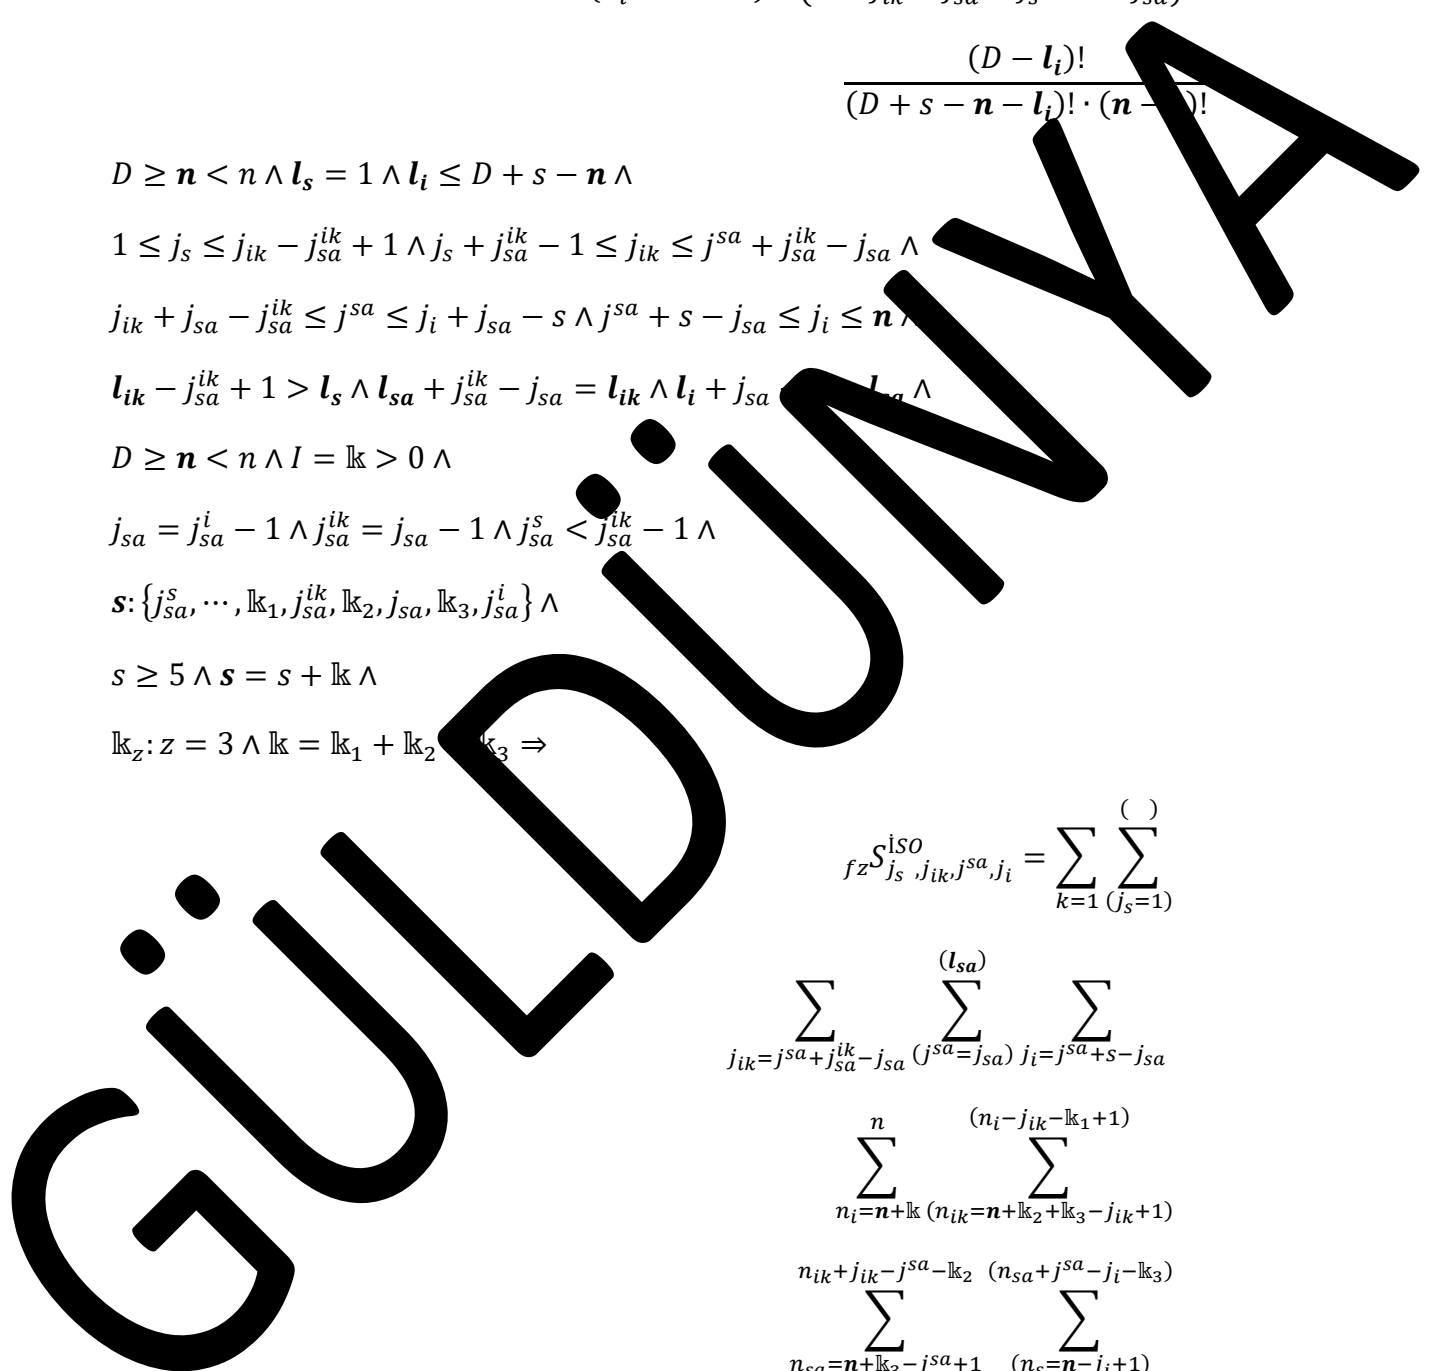 (D − l_i)!
(D + s − n − l_i)! · (n − )!
D ≥ n < n ∧ l_s = 1 ∧ l_i ≤ D + s − n ∧
1 ≤ j_s ≤ j_ik − j_sa^ik + 1 ∧ j_s + j_sa^ik − 1 ≤ j_ik ≤ j^sa + j_sa^ik − j_sa ∧
j_ik + j_sa − j_sa^ik ≤ j^sa ≤ j_i + j_sa − s ∧ j^sa + s − j_sa ≤ j_i ≤ n ∧
l_ik − j_sa^ik + 1 > l_s ∧ l_sa + j_sa^ik − j_sa = l_ik ∧ l_i + j_sa l_sa ∧
D ≥ n < n ∧ I = 𝕜 > 0 ∧
j_sa = j_sa^i − 1 ∧ j_sa^ik = j_sa − 1 ∧ j_sa^s < j_sa^ik − 1 ∧
s: {j_sa^s, ⋯ , 𝕜_1, j_sa^ik, 𝕜_2, j_sa, 𝕜_3, j_sa^i} ∧
s ≥ 5 ∧ s = s + 𝕜 ∧
𝕜_z: z = 3 ∧ 𝕜 = 𝕜_1 + 𝕜_2 𝕜_3 ⇒
( )
_fz S_{j_s ,j_ik,j^sa,j_i}^{İSO} = ∑ ∑
k=1 (j_s=1)
(l_sa)
∑ ∑ ∑
j_ik=j^sa+j_sa^ik−j_sa (j^sa=j_sa) j_i=j^sa+s−j_sa
n (n_i−j_ik−𝕜_1+1)
∑ ∑
n_i=n+𝕜 (n_ik=n+𝕜_2+𝕜_3−j_ik+1)
n_ik+j_ik−j^sa−𝕜_2 (n_sa+j^sa−j_i−𝕜_3)
∑ ∑
n_sa=n+𝕜_3−j^sa+1 (n_s=n−j_i+1)
GÜLDÜNYA